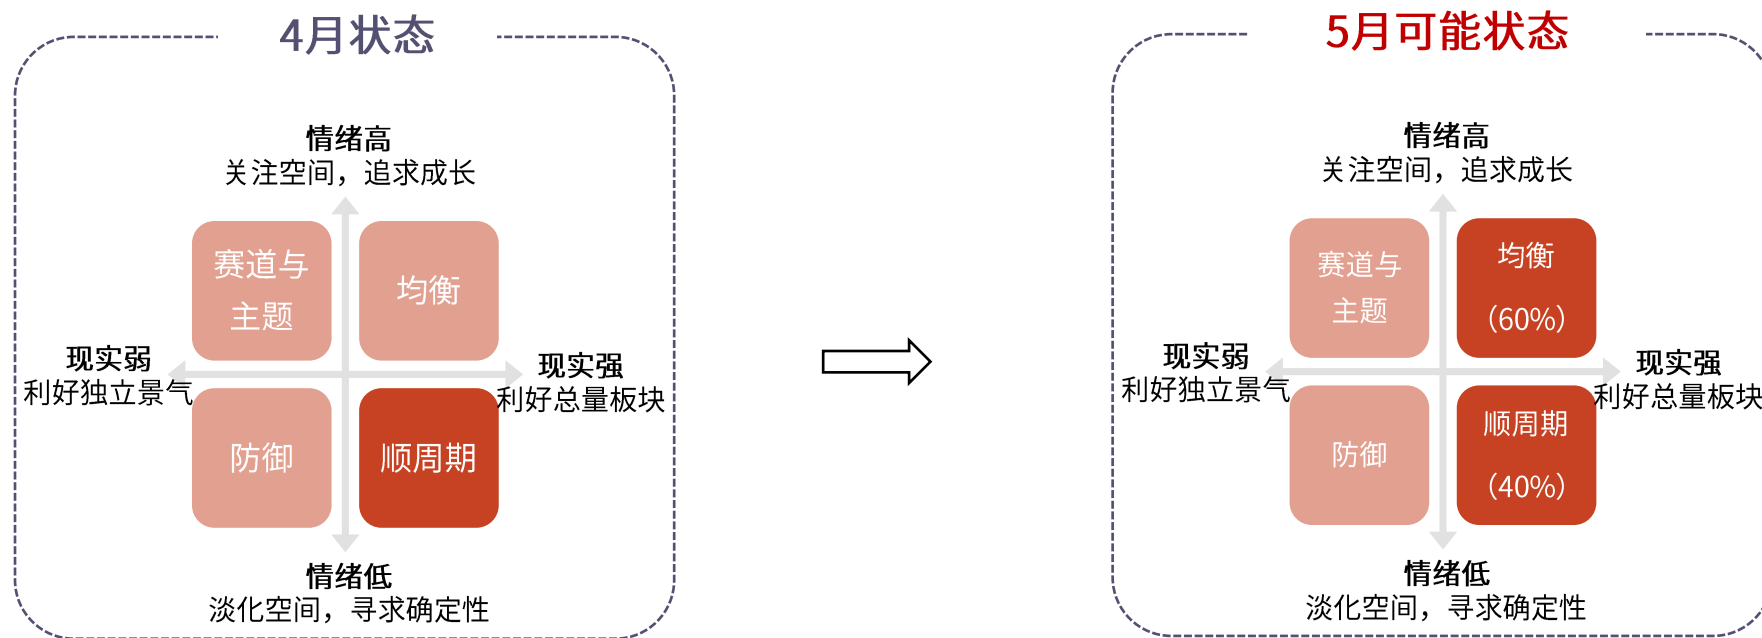 4月状态
情绪高
关注空间，追求成长
赛道与
主题
均衡
现实弱
利好独立景气
现实强
利好总量板块
防御
顺周期
情绪低
淡化空间，寻求确定性
5月可能状态
情绪高
关注空间，追求成长
赛道与
主题
均衡
（60%）
现实弱
利好独立景气
现实强
利好总量板块
防御
顺周期
（40%）
情绪低
淡化空间，寻求确定性